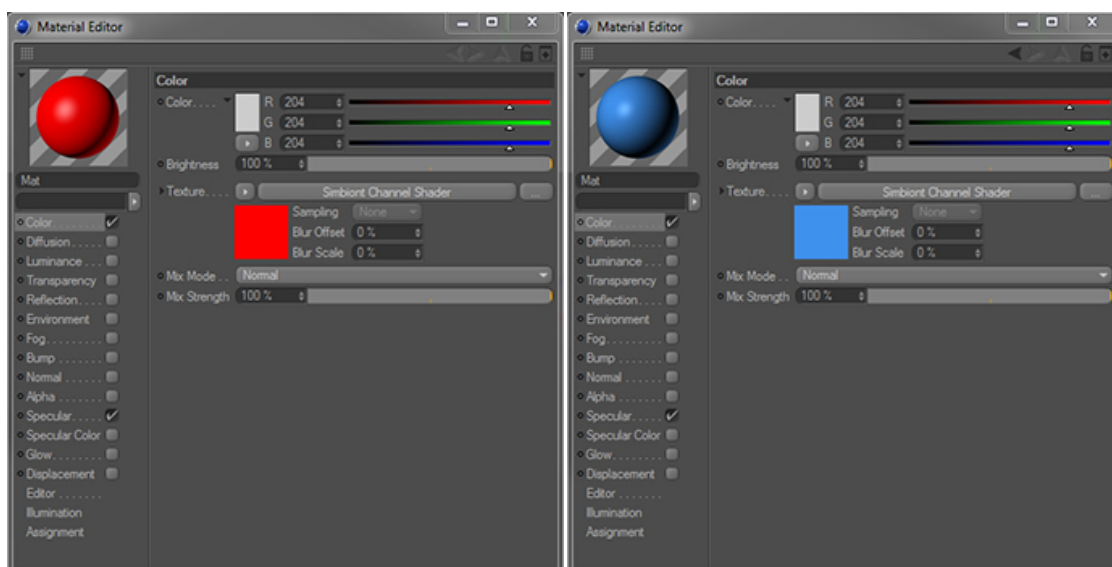 Material Editor
Color
Color. . . . R 204
G 204
B 204
Brightness 100 %
Mat
Texture. . . . Simbiont Channel Shader ...
Sampling None
Color. . . . . . .
Blur Offset 0 %
Diffusion. . . . .
Blur Scale 0 %
Luminance . . .
Transparency
Mix Mode . . Normal
Reflection. . . .
Mix Strength 100 %
Environment
Fog. . . . . . . .
Bump . . . . . . .
Normal . . . . . .
Alpha . . . . . . .
Specular. . . . .
Specular Color
Glow. . . . . . . .
Displacement
Editor . . . . . . .
Illumination
Assignment
Material Editor
Color
Color. . . . R 204
G 204
B 204
Brightness 100 %
Mat
Texture. . . . Simbiont Channel Shader ...
Sampling None
Color. . . . . . .
Blur Offset 0 %
Diffusion. . . . .
Blur Scale 0 %
Luminance . . .
Transparency
Mix Mode . . Normal
Reflection. . . .
Mix Strength 100 %
Environment
Fog. . . . . . . .
Bump . . . . . . .
Normal . . . . . .
Alpha . . . . . . .
Specular. . . . .
Specular Color
Glow. . . . . . . .
Displacement
Editor . . . . . . .
Illumination
Assignment